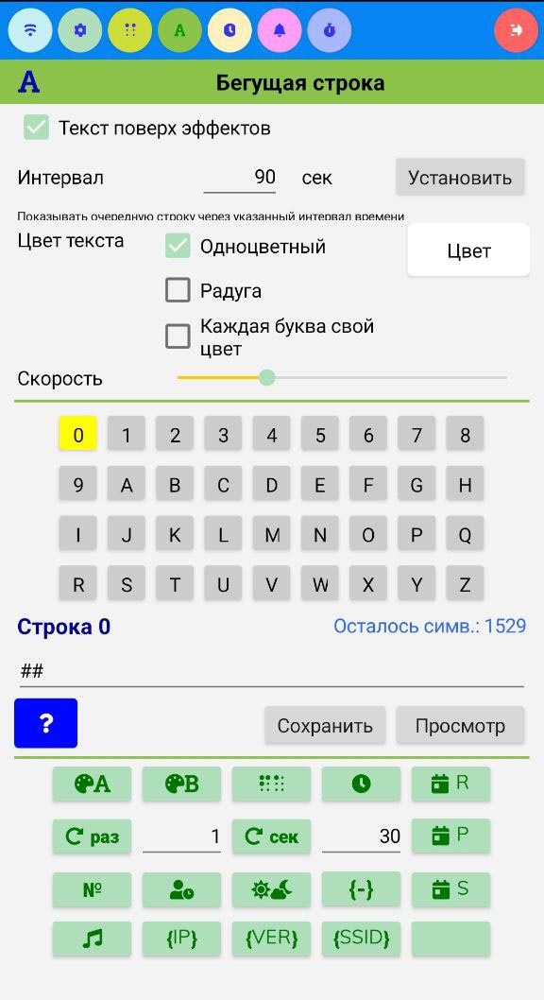 A
A Бегущая строка
Текст поверх эффектов
Интервал 90 сек Установить
Показывать очередную строку через указанный интервал времени
Цвет текста Одноцветный Цвет
Радуга
Каждая буква свой
цвет
Скорость
0 1 2 3 4 5 6 7 8
9 A B C D E F G H
I J K L M N O P Q
R S T U V W X Y Z
Строка 0 Осталось симв.: 1529
##
? Сохранить Просмотр
A B R
раз 1 сек 30 P
№ {-} S
{IP} {VER} {SSID}